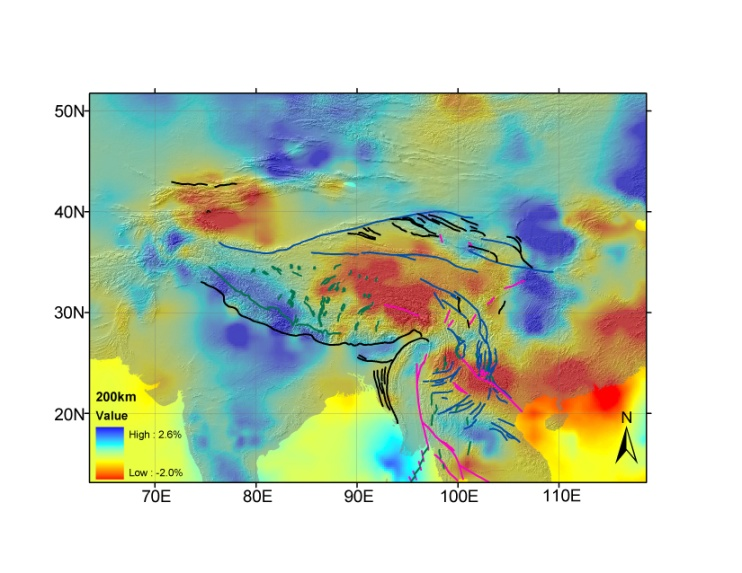 50N
40N
30N
20N
200km
Value
High : 2.6%
Low : -2.0%
N
70E
80E
90E
100E
110E